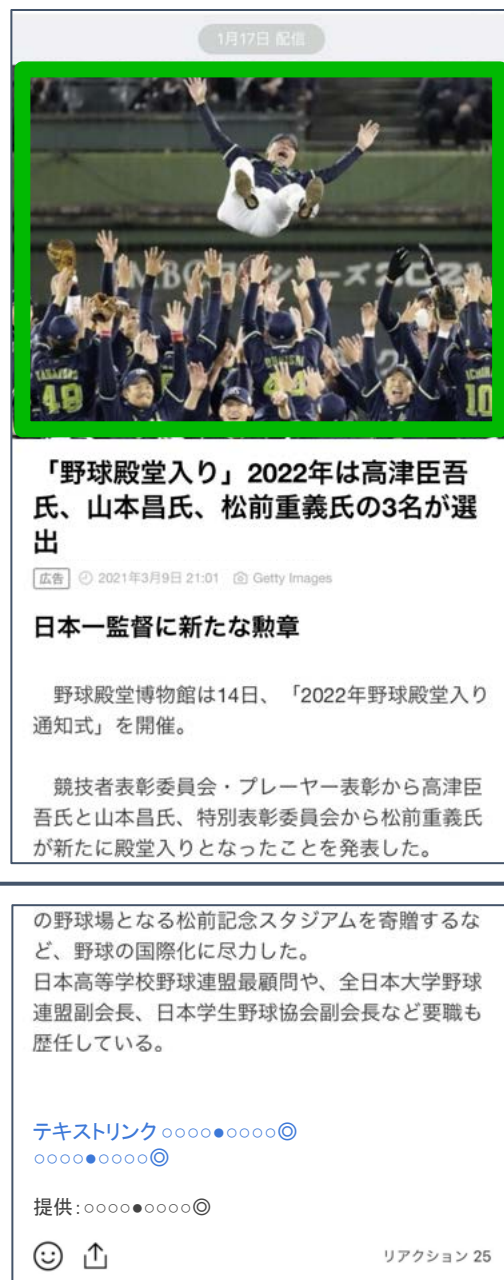 1月17日 配信
TAKAHASHI
48
44
10
「野球殿堂入り」2022年は高津臣吾
氏、山本昌氏、松前重義氏の3名が選
出
広告 2021年3月9日 21:01 Getty Images
日本一監督に新たな勲章
野球殿堂博物館は14日、「2022年野球殿堂入り
通知式」を開催。
競技者表彰委員会・プレーヤー表彰から高津臣
吾氏と山本昌氏、特別表彰委員会から松前重義氏
が新たに殿堂入りとなったことを発表した。
の野球場となる松前記念スタジアムを寄贈するな
ど、野球の国際化に尽力した。
日本高等学校野球連盟最顧問や、全日本大学野球
連盟副会長、日本学生野球協会副会長など要職も
歴任している。
テキストリンク○○○○●○○○○◎
○○○○●○○○○◎
提供:○○○○●○○○○◎
リアクション 25